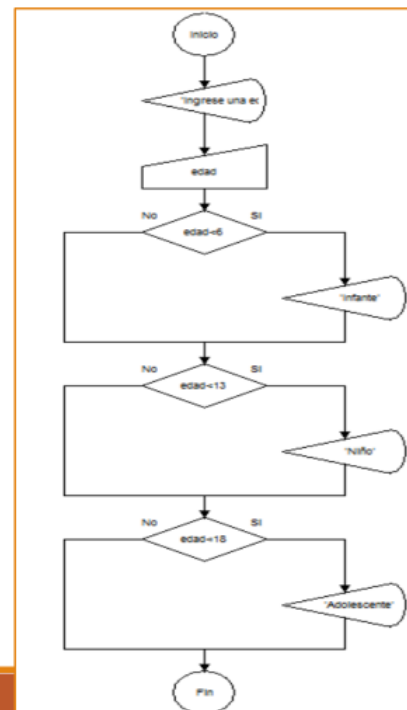 Inicio
"Ingrese una ec
edad
No
Si
edad<6
"Infante"
No
Si
edad<13
"Niño"
No
Si
edad<18
"Adolescente"
Fin